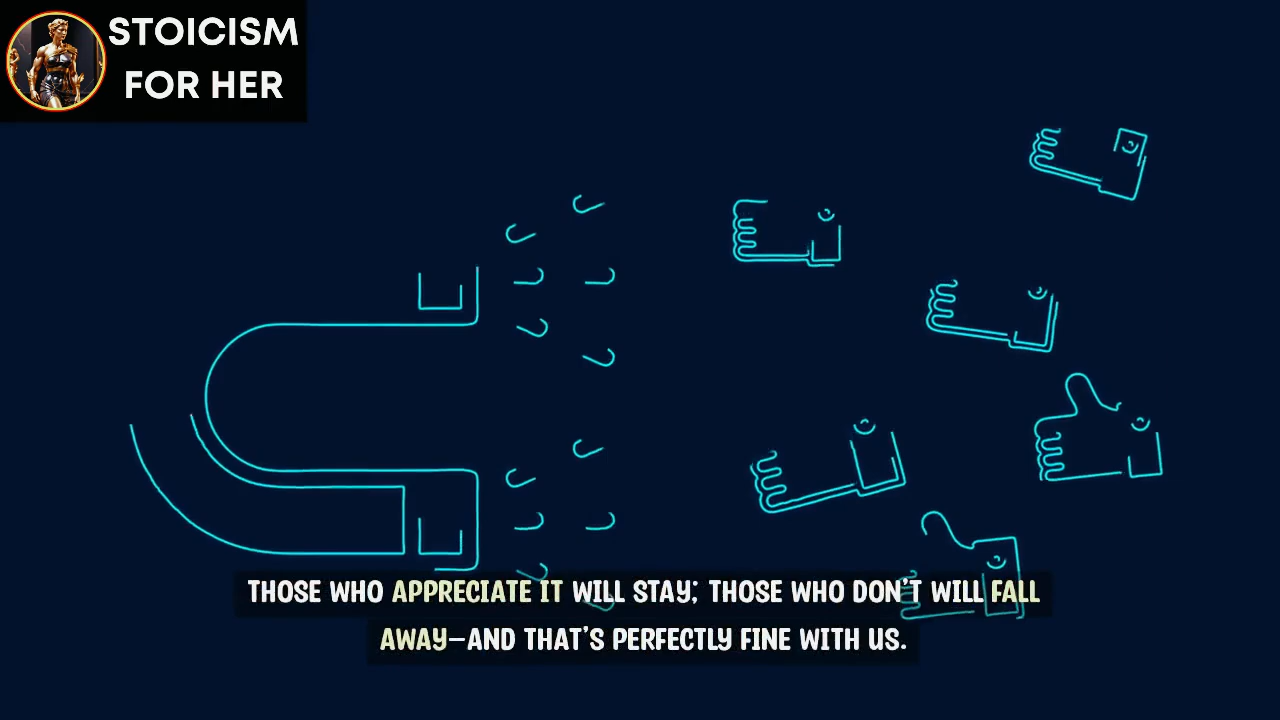 STOICISM
FOR HER
THOSE WHO APPRECIATE IT WILL STAY; THOSE WHO DON'T WILL FALL
AWAY—AND THAT'S PERFECTLY FINE WITH US.